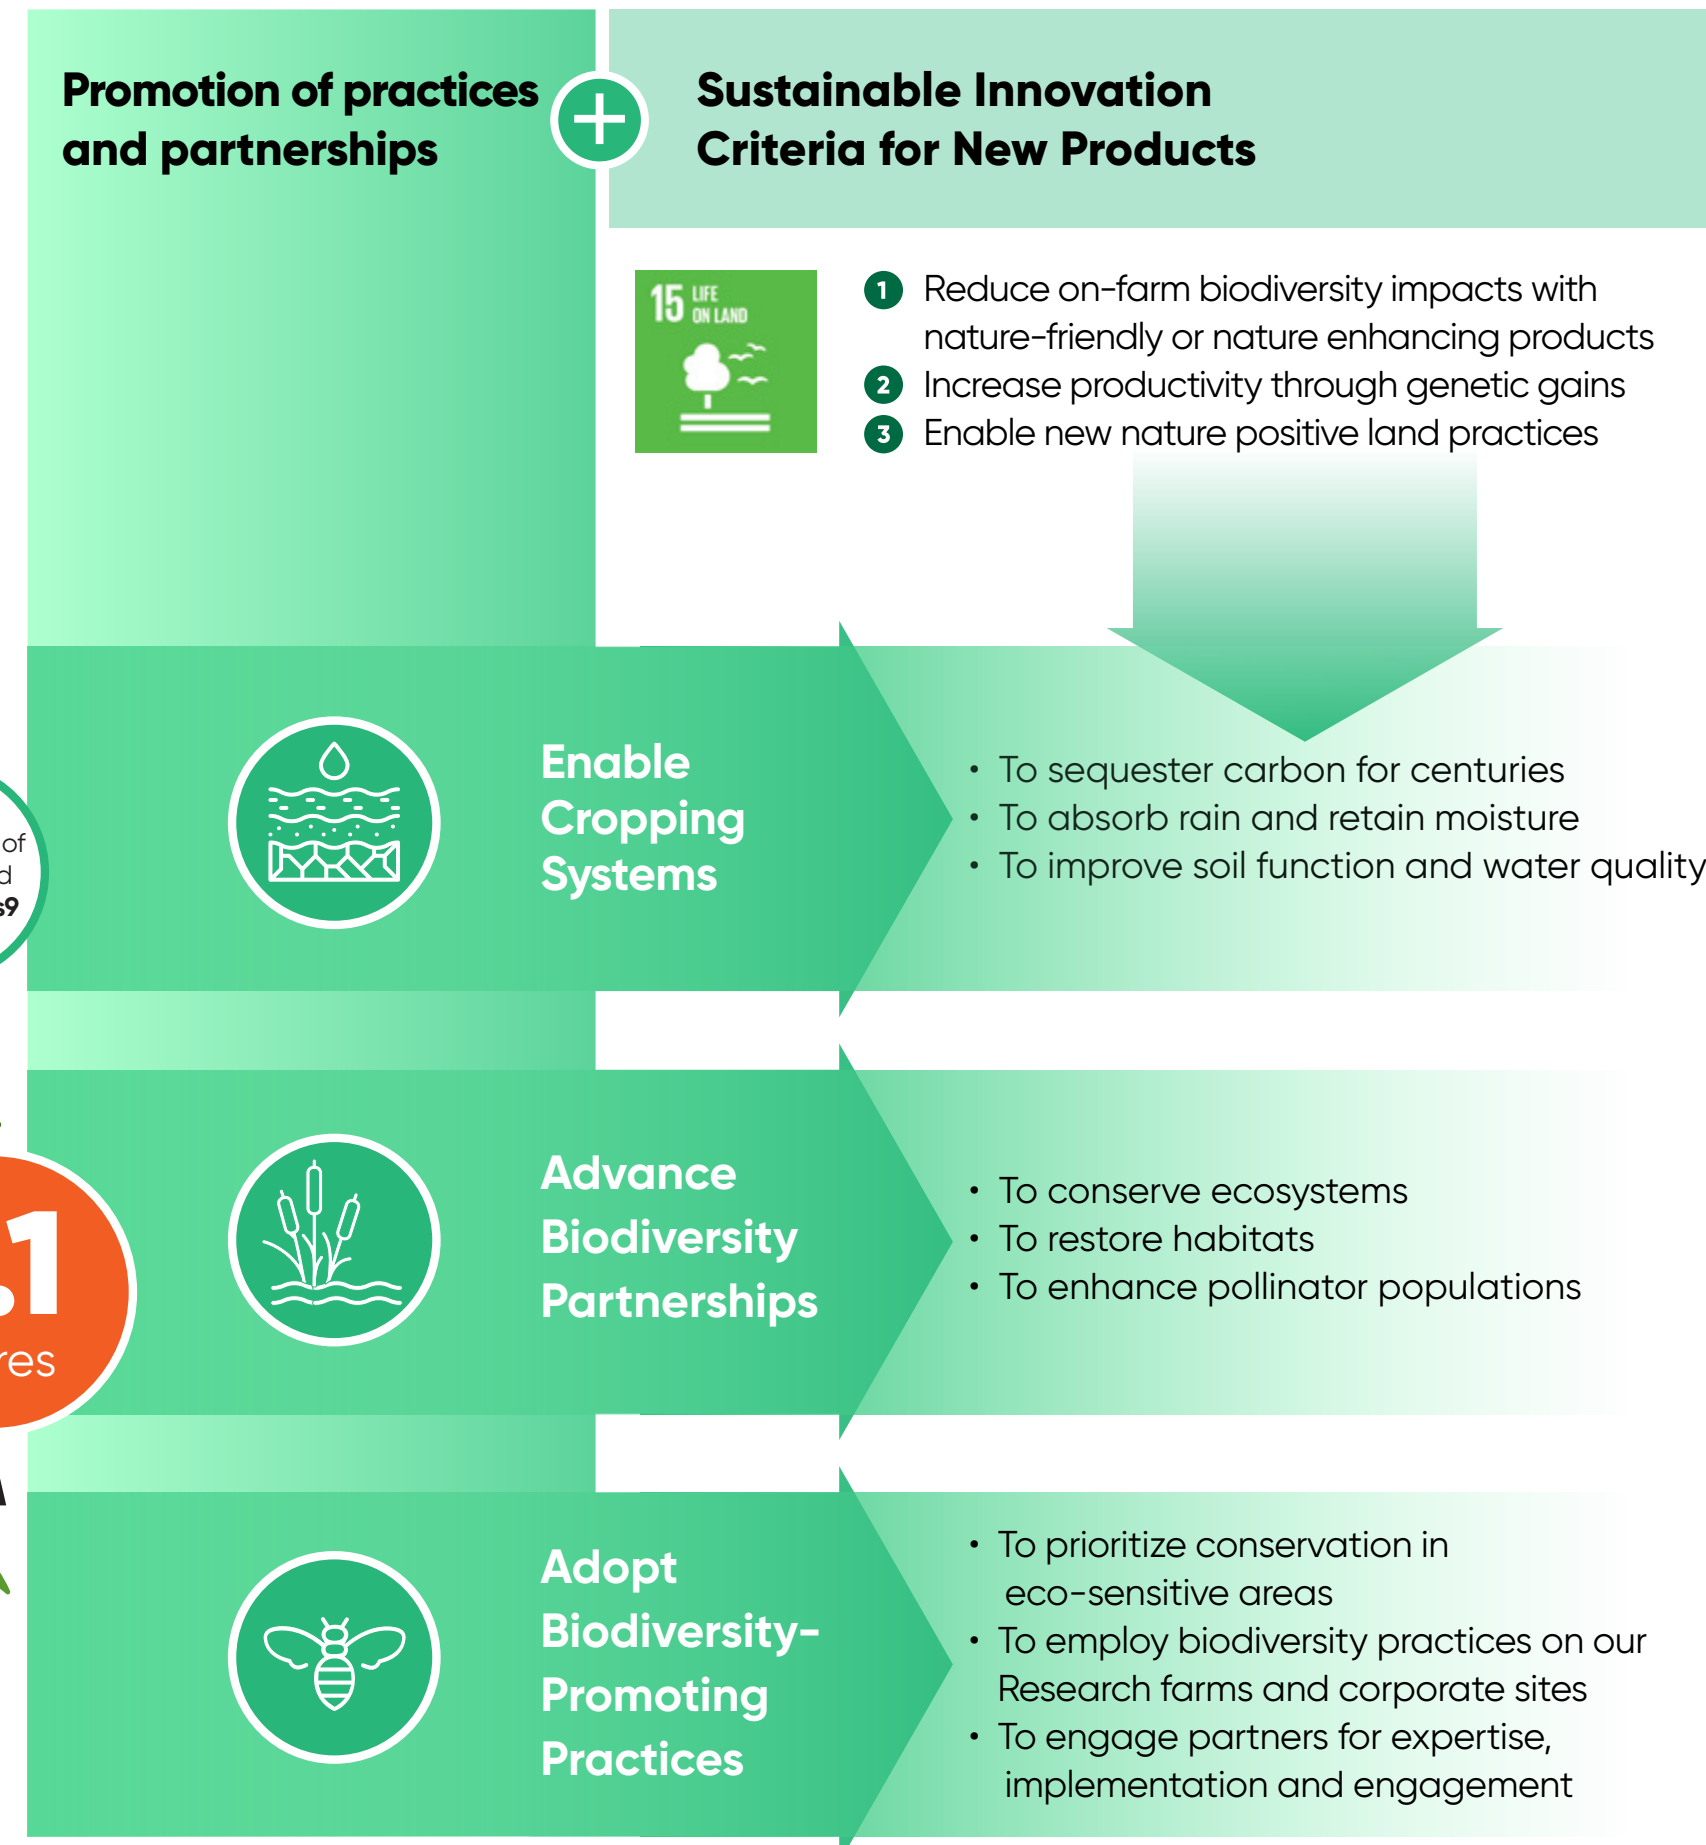 Promotion of practices
and partnerships
Sustainable Innovation
Criteria for New Products
15 LIFE
ON LAND
1 Reduce on-farm biodiversity impacts with
nature-friendly or nature enhancing products
2 Increase productivity through genetic gains
3 Enable new nature positive land practices
of
Enable
Cropping
Systems
• To sequester carbon for centuries
• To absorb rain and retain moisture
• To improve soil function and water quality
.1
Advance
Biodiversity
Partnerships
• To conserve ecosystems
• To restore habitats
• To enhance pollinator populations
Adopt
Biodiversity-
Promoting
Practices
• To prioritize conservation in
eco-sensitive areas
• To employ biodiversity practices on our
Research farms and corporate sites
• To engage partners for expertise,
implementation and engagement